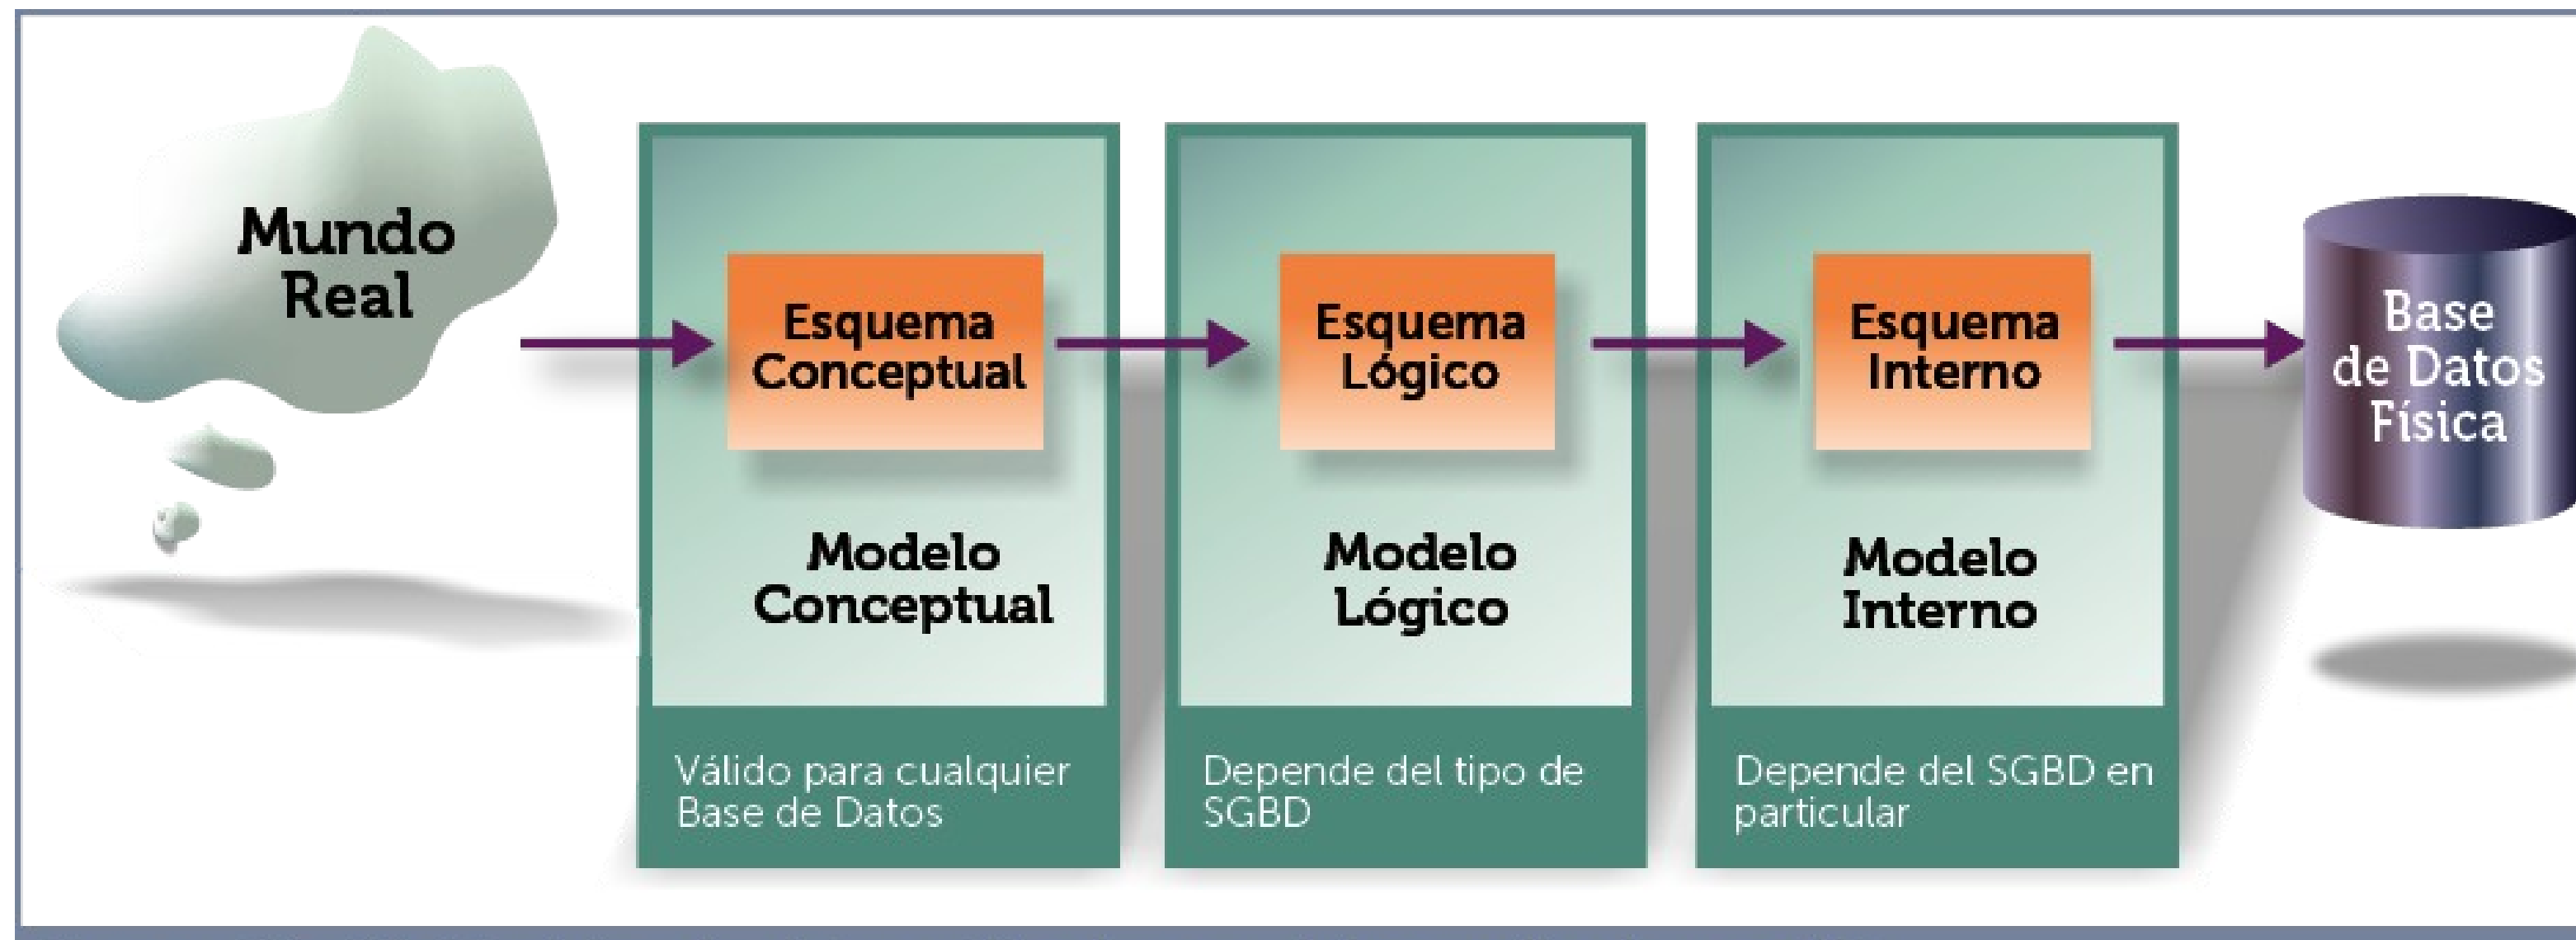 Mundo
Real
Esquema
Conceptual
Modelo
Conceptual
Válido para cualquier
Base de Datos
Esquema
Lógico
Modelo
Lógico
Depende del tipo de
SGBD
Esquema
Interno
Modelo
Interno
Depende del SGBD en
particular
Base
de Datos
Física